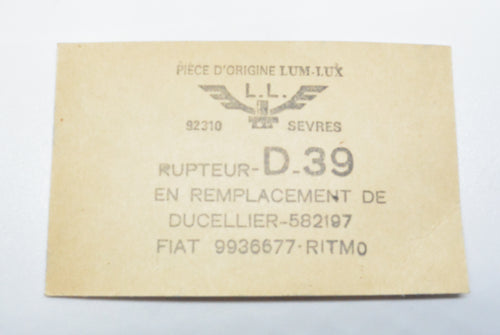 PIÈCE D'ORIGINE LUM-LUX
L.L.
92310 SEVRES
RUPTEUR-D-39
EN REMPLACEMENT DE
DUCELLIER-582197
FIAT 9936677-RITMO